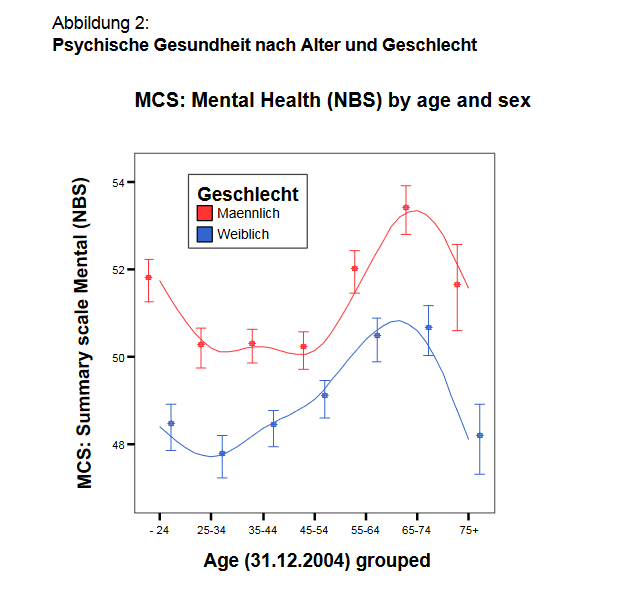 Abbildung 2:
Psychische Gesundheit nach Alter und Geschlecht
MCS: Mental Health (NBS) by age and sex
MCS: Summary scale Mental (NBS)
54
52
50
48
Geschlecht
Maennlich
Weiblich
- 24 25-34 35-44 45-54 55-64 65-74 75+
Age (31.12.2004) grouped